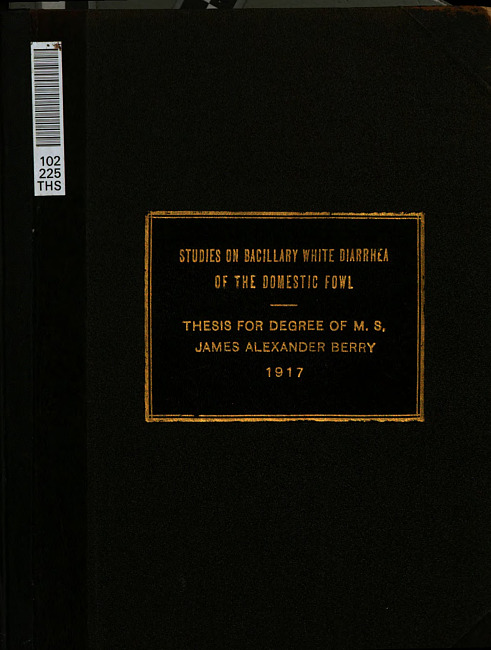 102
225
THS
STUDIES ON BACILLARY WHITE DIARRHEA
OF THE DOMESTIC FOWL
THESIS FOR DEGREE OF M. S.
JAMES ALEXANDER BERRY
1917